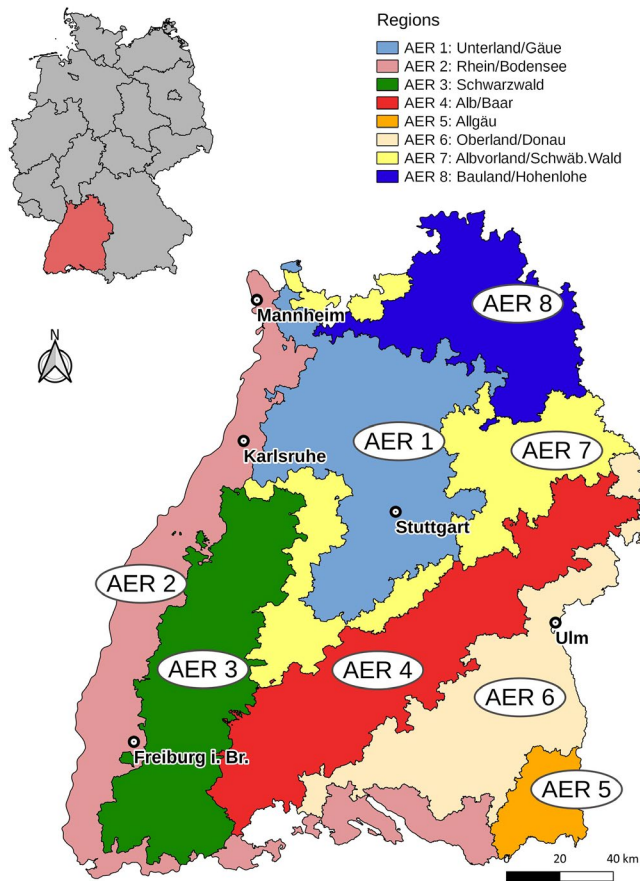 Regions
AER 1: Unterland/Gäue
AER 2: Rhein/Bodensee
AER 3: Schwarzwald
AER 4: Alb/Baar
AER 5: Allgäu
AER 6: Oberland/Donau
AER 7: Albvorland/Schwäb.Wald
AER 8: Bauland/Hohenlohe
AER 8
Mannheim
N
AER 1
AER 7
Karlsruhe
Stuttgart
AER 2
Ulm
AER 3
AER 4
AER 6
Freiburg i. Br.
AER 5
0 20 40 km